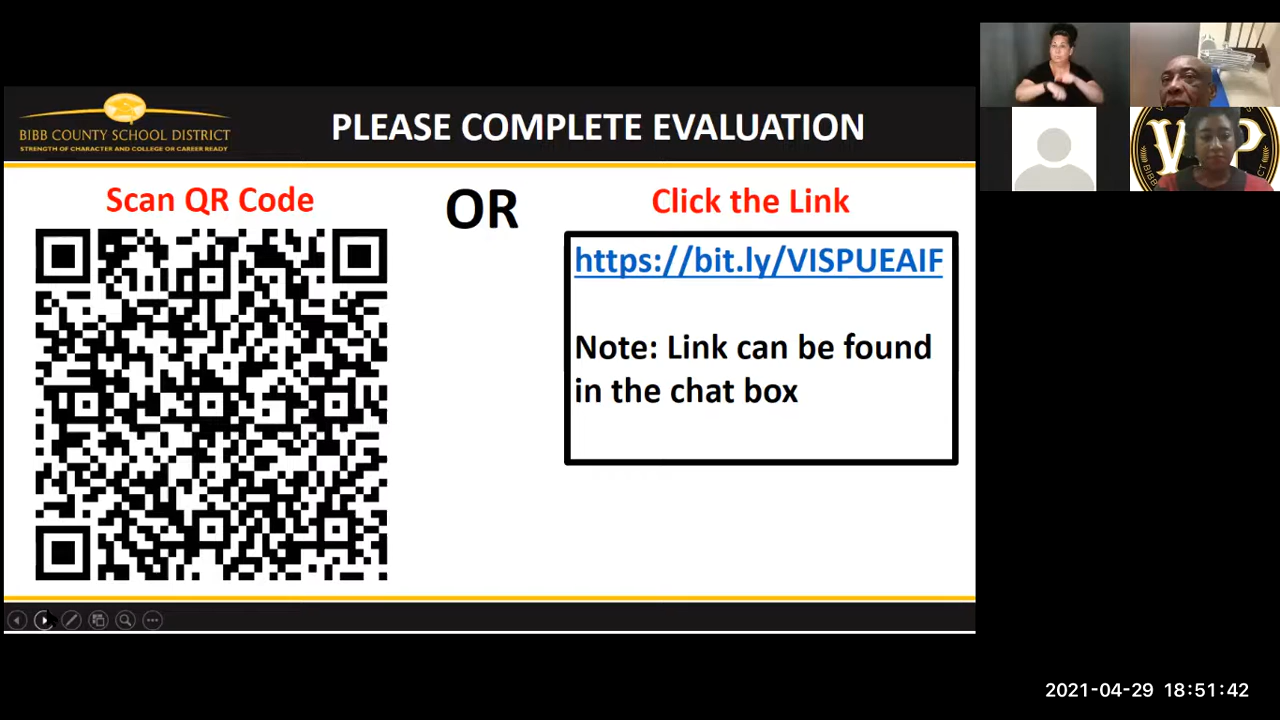 BIBB COUNTY SCHOOL DISTRICT
STRENGTH OF CHARACTER AND COLLEGE OR CAREER READY
PLEASE COMPLETE EVALUATION
Scan QR Code
OR
Click the Link
https://bit.ly/VISPUEAIF
Note: Link can be found
in the chat box
2021-04-29 18:51:42